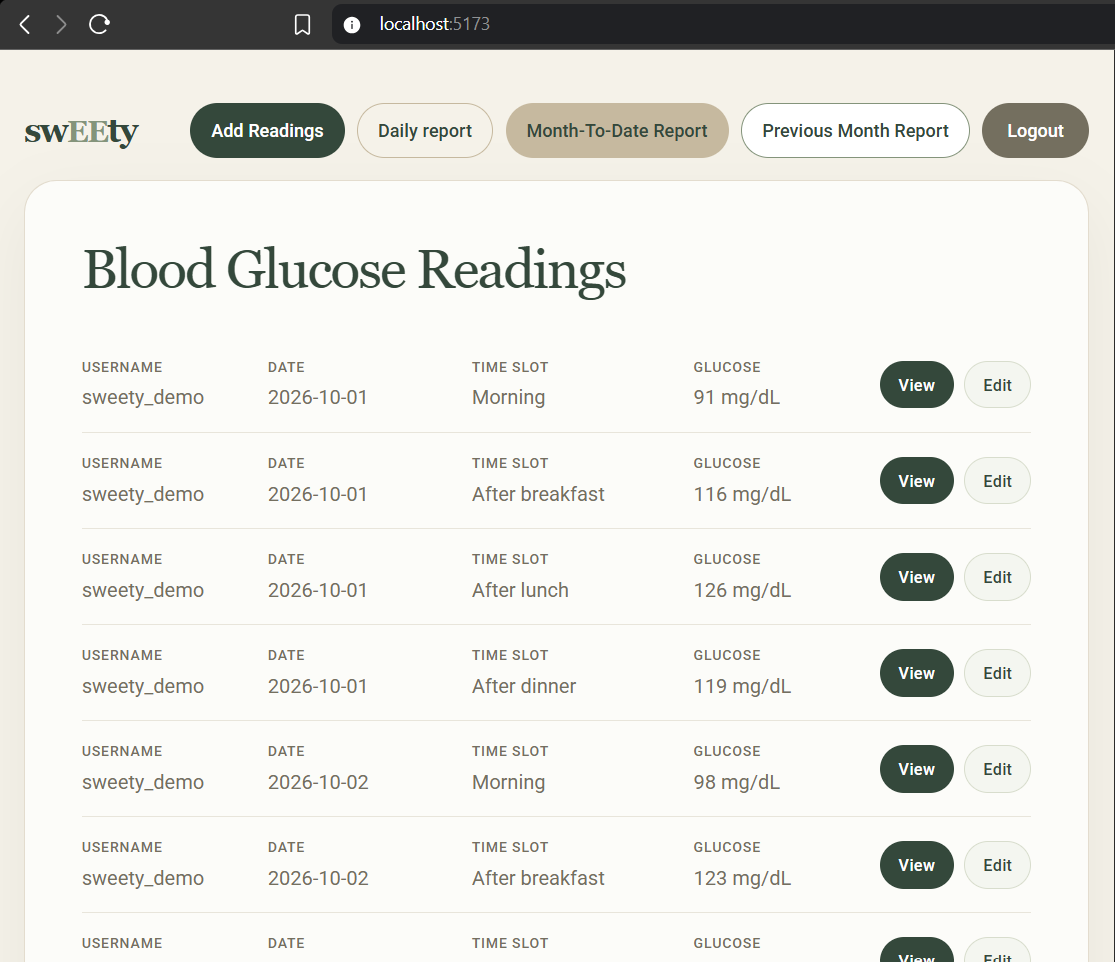 localhost:5173
swEEty Add Readings Daily report Month-To-Date Report Previous Month Report Logout
Blood Glucose Readings
USERNAME DATE TIME SLOT GLUCOSE
sweety_demo 2026-10-01 Morning 91 mg/dL View Edit
USERNAME DATE TIME SLOT GLUCOSE
sweety_demo 2026-10-01 After breakfast 116 mg/dL View Edit
USERNAME DATE TIME SLOT GLUCOSE
sweety_demo 2026-10-01 After lunch 126 mg/dL View Edit
USERNAME DATE TIME SLOT GLUCOSE
sweety_demo 2026-10-01 After dinner 119 mg/dL View Edit
USERNAME DATE TIME SLOT GLUCOSE
sweety_demo 2026-10-02 Morning 98 mg/dL View Edit
USERNAME DATE TIME SLOT GLUCOSE
sweety_demo 2026-10-02 After breakfast 123 mg/dL View Edit
USERNAME DATE TIME SLOT GLUCOSE
View Edit